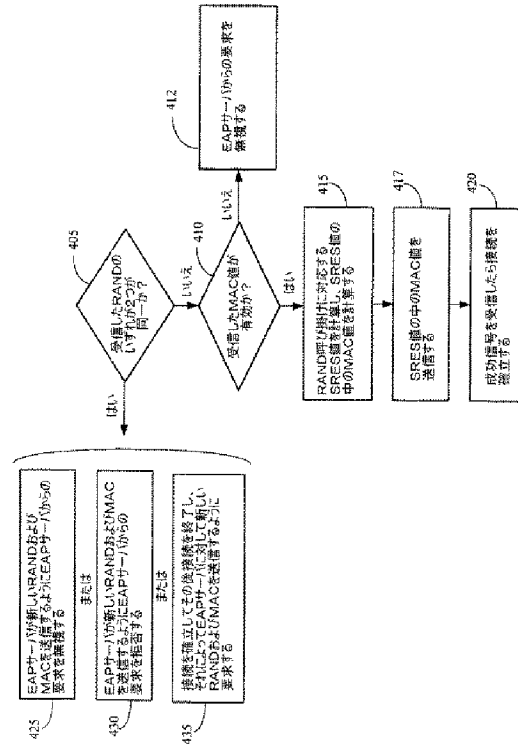 405
受信したRANDの
いずれか2つが
同一か？
はい
いいえ
425
EAPサーバが新しいRANDおよび
MACを送信するようにEAPサーバからの
要求を無視する
または
430
EAPサーバが新しいRANDおよびMAC
を送信するようにEAPサーバからの
要求を拒否する
または
435
接続を確立してその後接続を終了し、
それによってEAPサーバに対して新しい
RANDおよびMACを送信するように
要求する
410
受信したMAC値が
有効か？
いいえ
412
EAPサーバからの要求を
無視する
はい
415
RAND呼び掛けに対応する
SRES値を計算し、SRES値の
中のMAC値を計算する
417
SRES値の中のMAC値を
送信する
420
成功信号を受信したら接続を
確立する